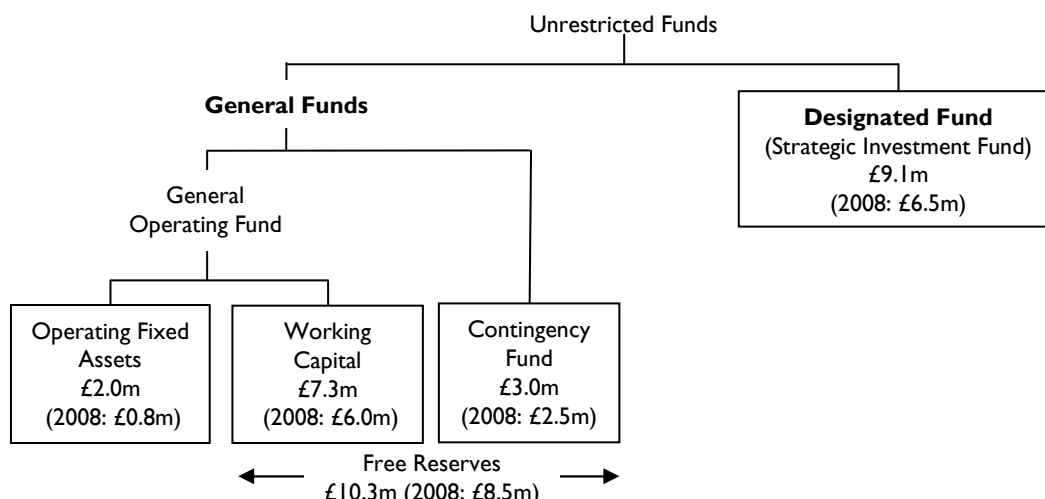 Unrestricted Funds
General Funds
Designated Fund
(Strategic Investment Fund)
£9.1m
(2008: £6.5m)
General
Operating Fund
Operating Fixed
Assets
£2.0m
(2008: £0.8m)
Working
Capital
£7.3m
(2008: £6.0m)
Contingency
Fund
£3.0m
(2008: £2.5m)
Free Reserves
£10.3m (2008: £8.5m)